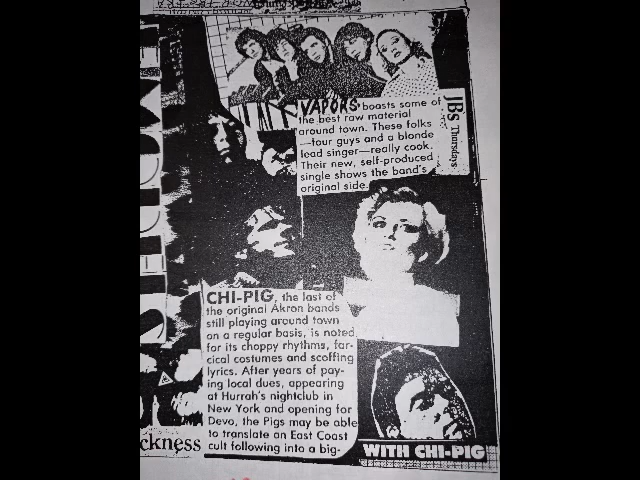 VAPORS boasts some of
the best raw material
around town. These folks
—four guys and a blonde
lead singer—really cook.
Their new, self-produced
single shows the band's
original side.
JB's Thursdays
CHI-PIG, the last of
the original Akron bands
still playing around town
on a regular basis, is noted
for its choppy rhythms, far-
cical costumes and scoffing
lyrics. After years of pay-
ing local dues, appearing
at Hurrah's nightclub in
New York and opening for
Devo, the Pigs may be able
to translate an East Coast
cult following into a big-
ckness
WITH CHI-PIG